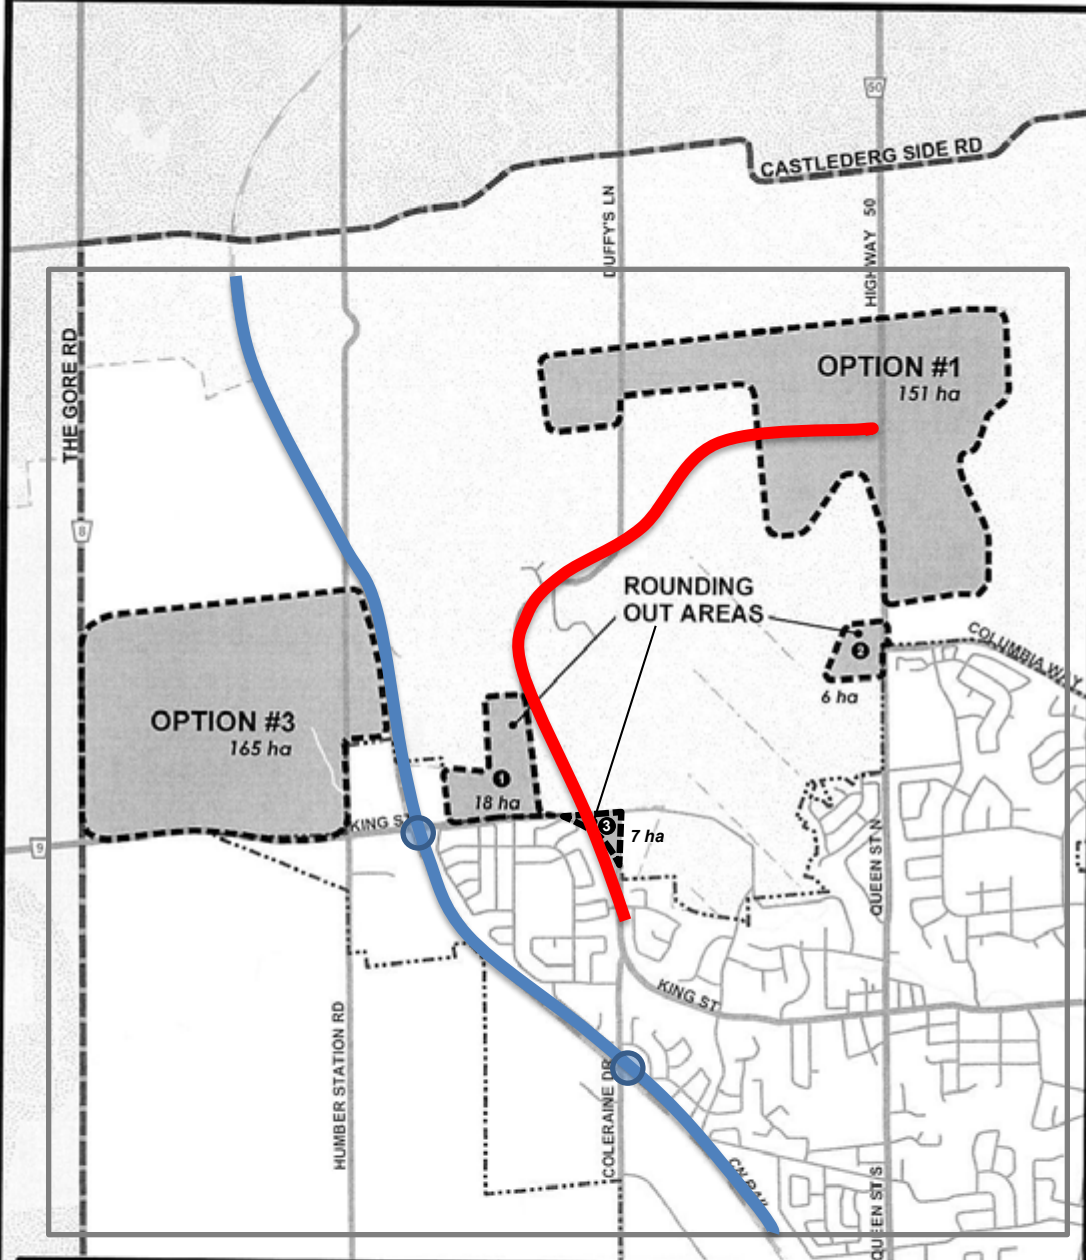 50
CASTLEDERG SIDE RD
DUFFY'S LN
HIGHWAY 50
THE GORE RD
OPTION #1
151 ha
8
ROUNDING
OUT AREAS
COLUMBIA WAY
2
6 ha
OPTION #3
165 ha
1
18 ha
KING ST
3
7 ha
9
QUEEN ST N
KING ST
HUMBER STATION RD
COLERAINE DR
QUEEN ST S